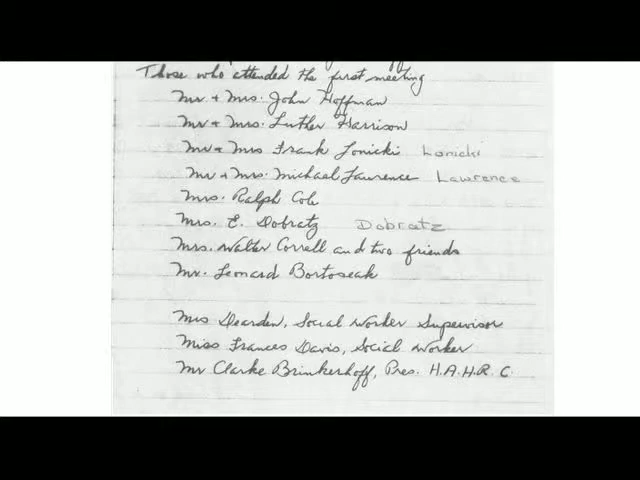 Those who attended the first meeting
Mr + Mrs. John Hoffman
Mr + Mrs. Luther Harrison
Mr + Mrs Frank Lonicki Lonicki
Mr + Mrs. Michael Lawrence Lawrence
Mrs. Ralph Cole
Mrs. E. Dobratz Dobratz
Mrs. Walter Correll and two friends
Mr. Leonard Bortoseak
Mrs Dearden, Social Worker Supervisor
Miss Frances Davis, Social Worker
Mr Clarke Brinkerhoff, Pres. H.A.H.R.C.